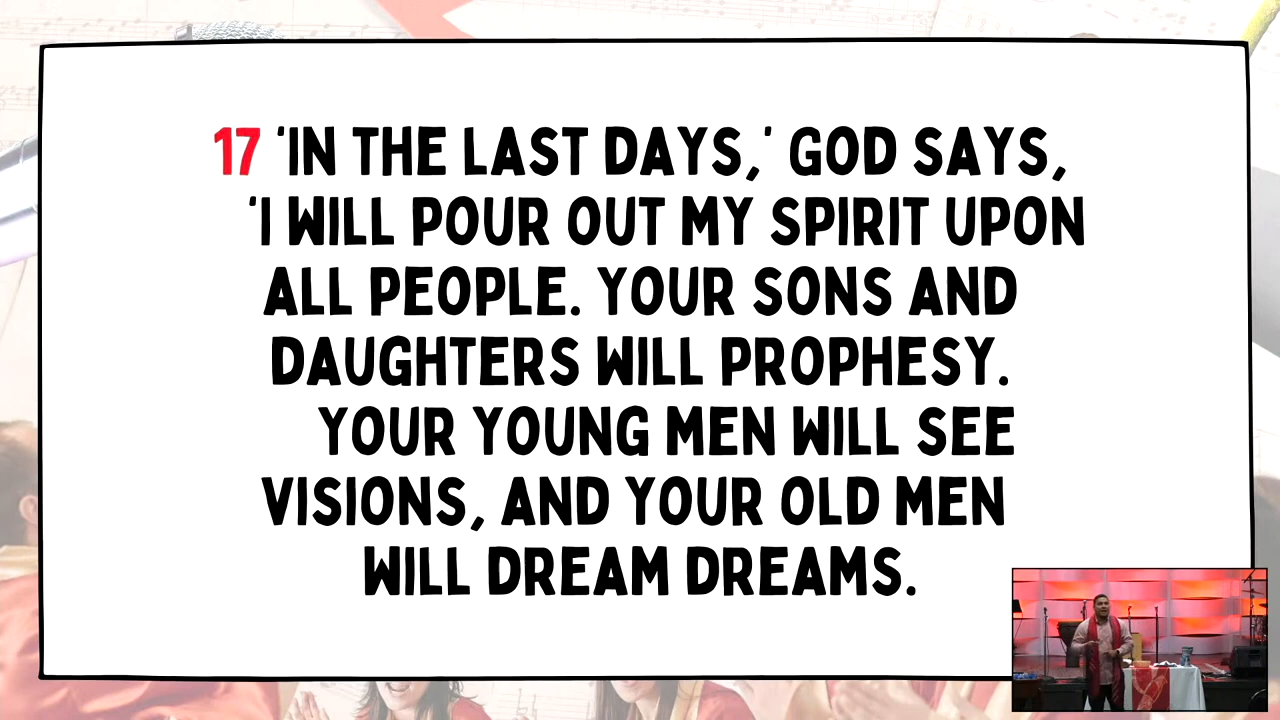 17 'IN THE LAST DAYS,' GOD SAYS,
'I WILL POUR OUT MY SPIRIT UPON
ALL PEOPLE. YOUR SONS AND
DAUGHTERS WILL PROPHESY.
YOUR YOUNG MEN WILL SEE
VISIONS, AND YOUR OLD MEN
WILL DREAM DREAMS.